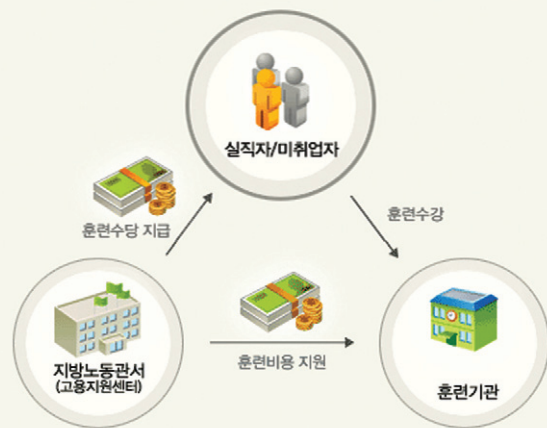 실직자/미취업자
훈련수당 지급
훈련수강
지방노동관서
(고용지원센터)
훈련비용 지원
훈련기관